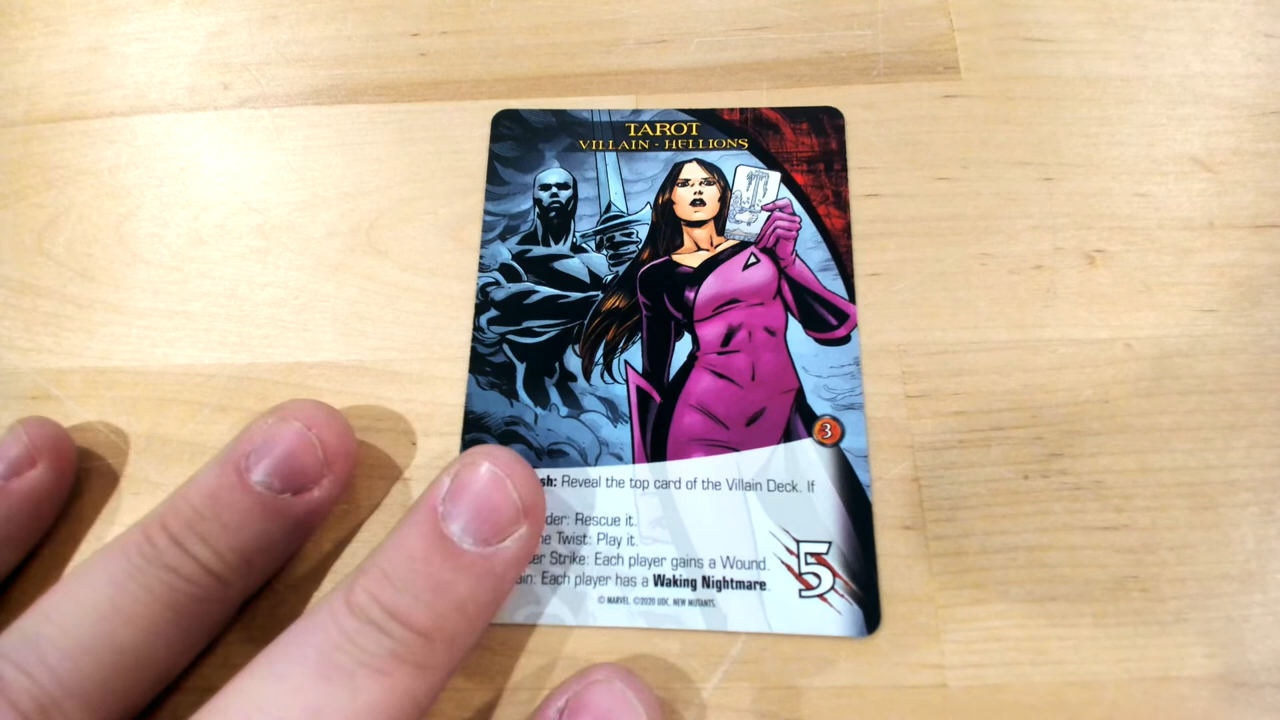 TAROT
VILLAIN - HELLIONS
3
sh: Reveal the top card of the Villain Deck. If
der: Rescue it.
e Twist: Play it.
er Strike: Each player gains a Wound.
ain: Each player has a Waking Nightmare.
5
© MARVEL. ©2020 UDC. NEW MUTANTS.